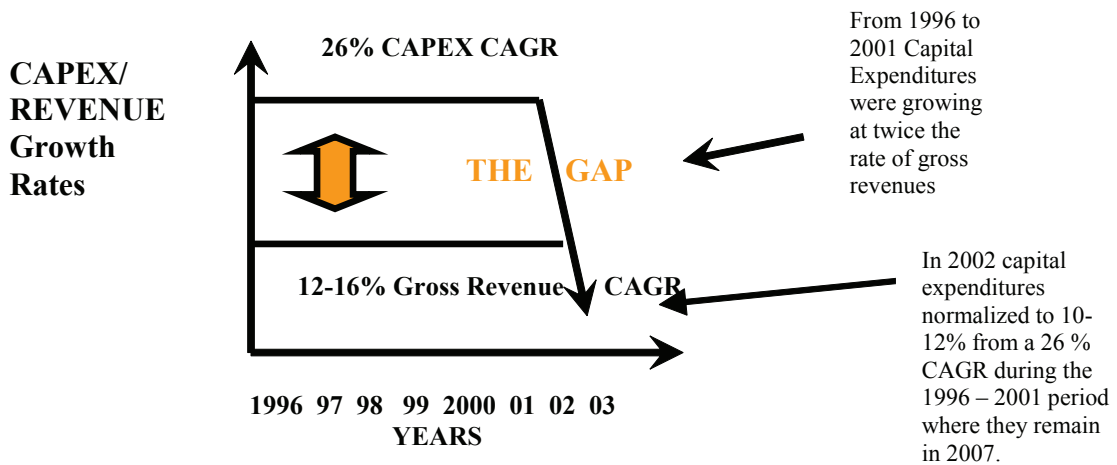 26% CAPEX CAGR
CAPEX/
REVENUE
Growth
Rates
THE GAP
12-16% Gross Revenue CAGR
1996 97 98 99 2000 01 02 03
YEARS
From 1996 to
2001 Capital
Expenditures
were growing
at twice the
rate of gross
revenues
In 2002 capital
expenditures
normalized to 10-
12% from a 26 %
CAGR during the
1996 – 2001 period
where they remain
in 2007.